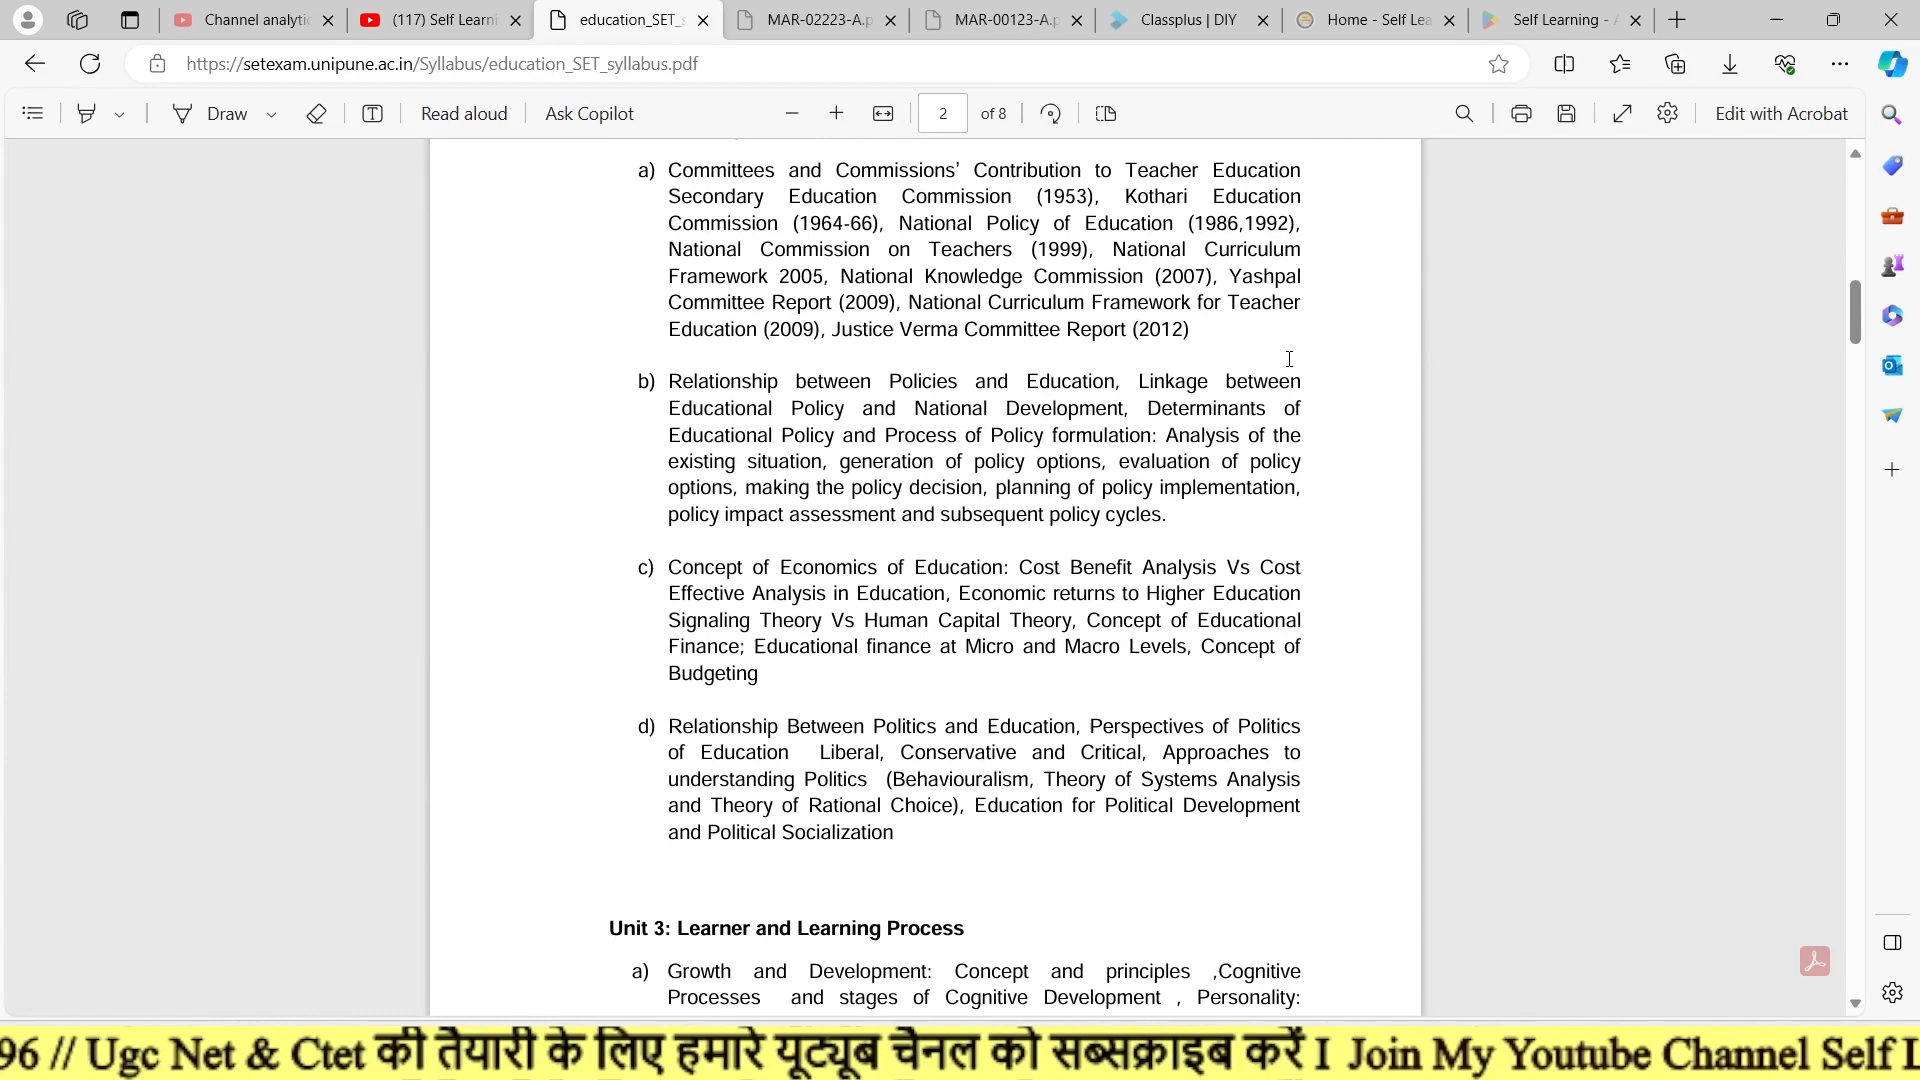 Channel analytic
(117) Self Learni
education_SET_s
MAR-02223-A.p
MAR-00123-A.p
Classplus | DIY
Home - Self Lea
Self Learning - A
https://setexam.unipune.ac.in/Syllabus/education_SET_syllabus.pdf
Draw
Read aloud
Ask Copilot
2 of 8
Edit with Acrobat
a) Committees and Commissions' Contribution to Teacher Education
Secondary Education Commission (1953), Kothari Education
Commission (1964-66), National Policy of Education (1986,1992),
National Commission on Teachers (1999), National Curriculum
Framework 2005, National Knowledge Commission (2007), Yashpal
Committee Report (2009), National Curriculum Framework for Teacher
Education (2009), Justice Verma Committee Report (2012)
b) Relationship between Policies and Education, Linkage between
Educational Policy and National Development, Determinants of
Educational Policy and Process of Policy formulation: Analysis of the
existing situation, generation of policy options, evaluation of policy
options, making the policy decision, planning of policy implementation,
policy impact assessment and subsequent policy cycles.
c) Concept of Economics of Education: Cost Benefit Analysis Vs Cost
Effective Analysis in Education, Economic returns to Higher Education
Signaling Theory Vs Human Capital Theory, Concept of Educational
Finance; Educational finance at Micro and Macro Levels, Concept of
Budgeting
d) Relationship Between Politics and Education, Perspectives of Politics
of Education Liberal, Conservative and Critical, Approaches to
understanding Politics (Behaviouralism, Theory of Systems Analysis
and Theory of Rational Choice), Education for Political Development
and Political Socialization
Unit 3: Learner and Learning Process
a) Growth and Development: Concept and principles ,Cognitive
Processes and stages of Cognitive Development , Personality:
96 // Ugc Net & Ctet की तैयारी के लिए हमारे यूट्यूब चैनल को सब्सक्राइब करें I Join My Youtube Channel Self L